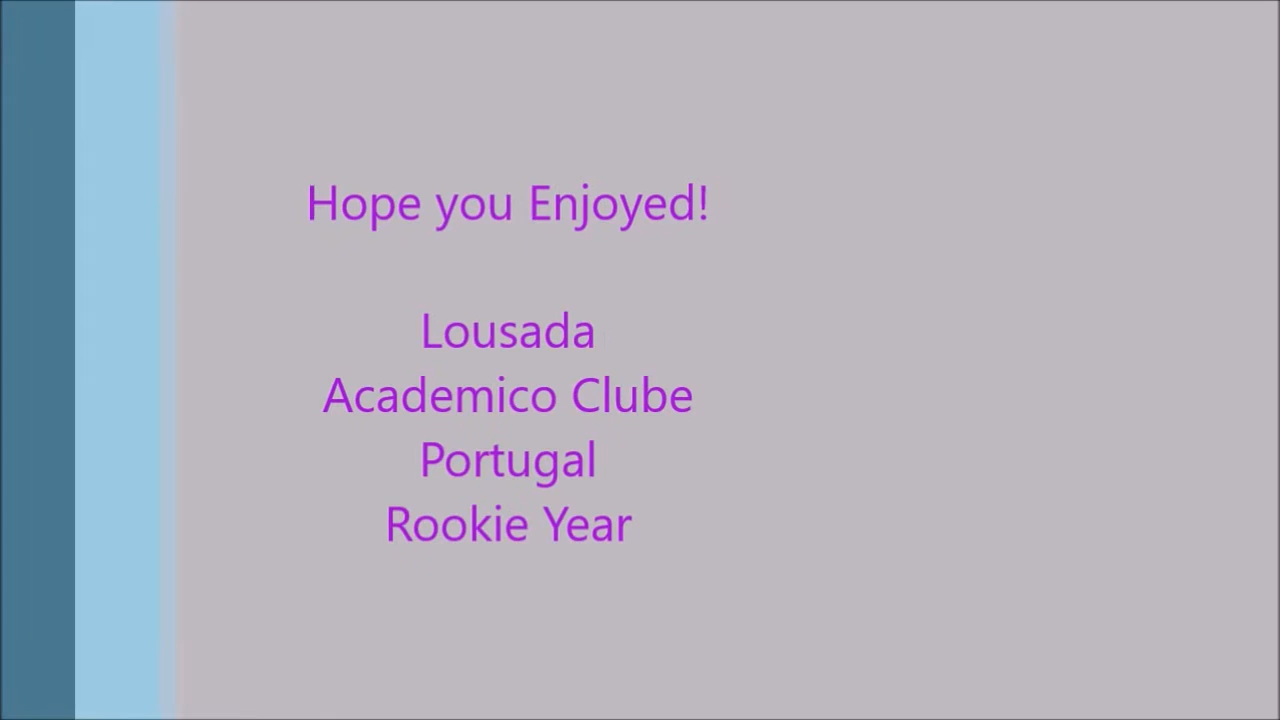 Hope you Enjoyed!
Lousada
Academico Clube
Portugal
Rookie Year